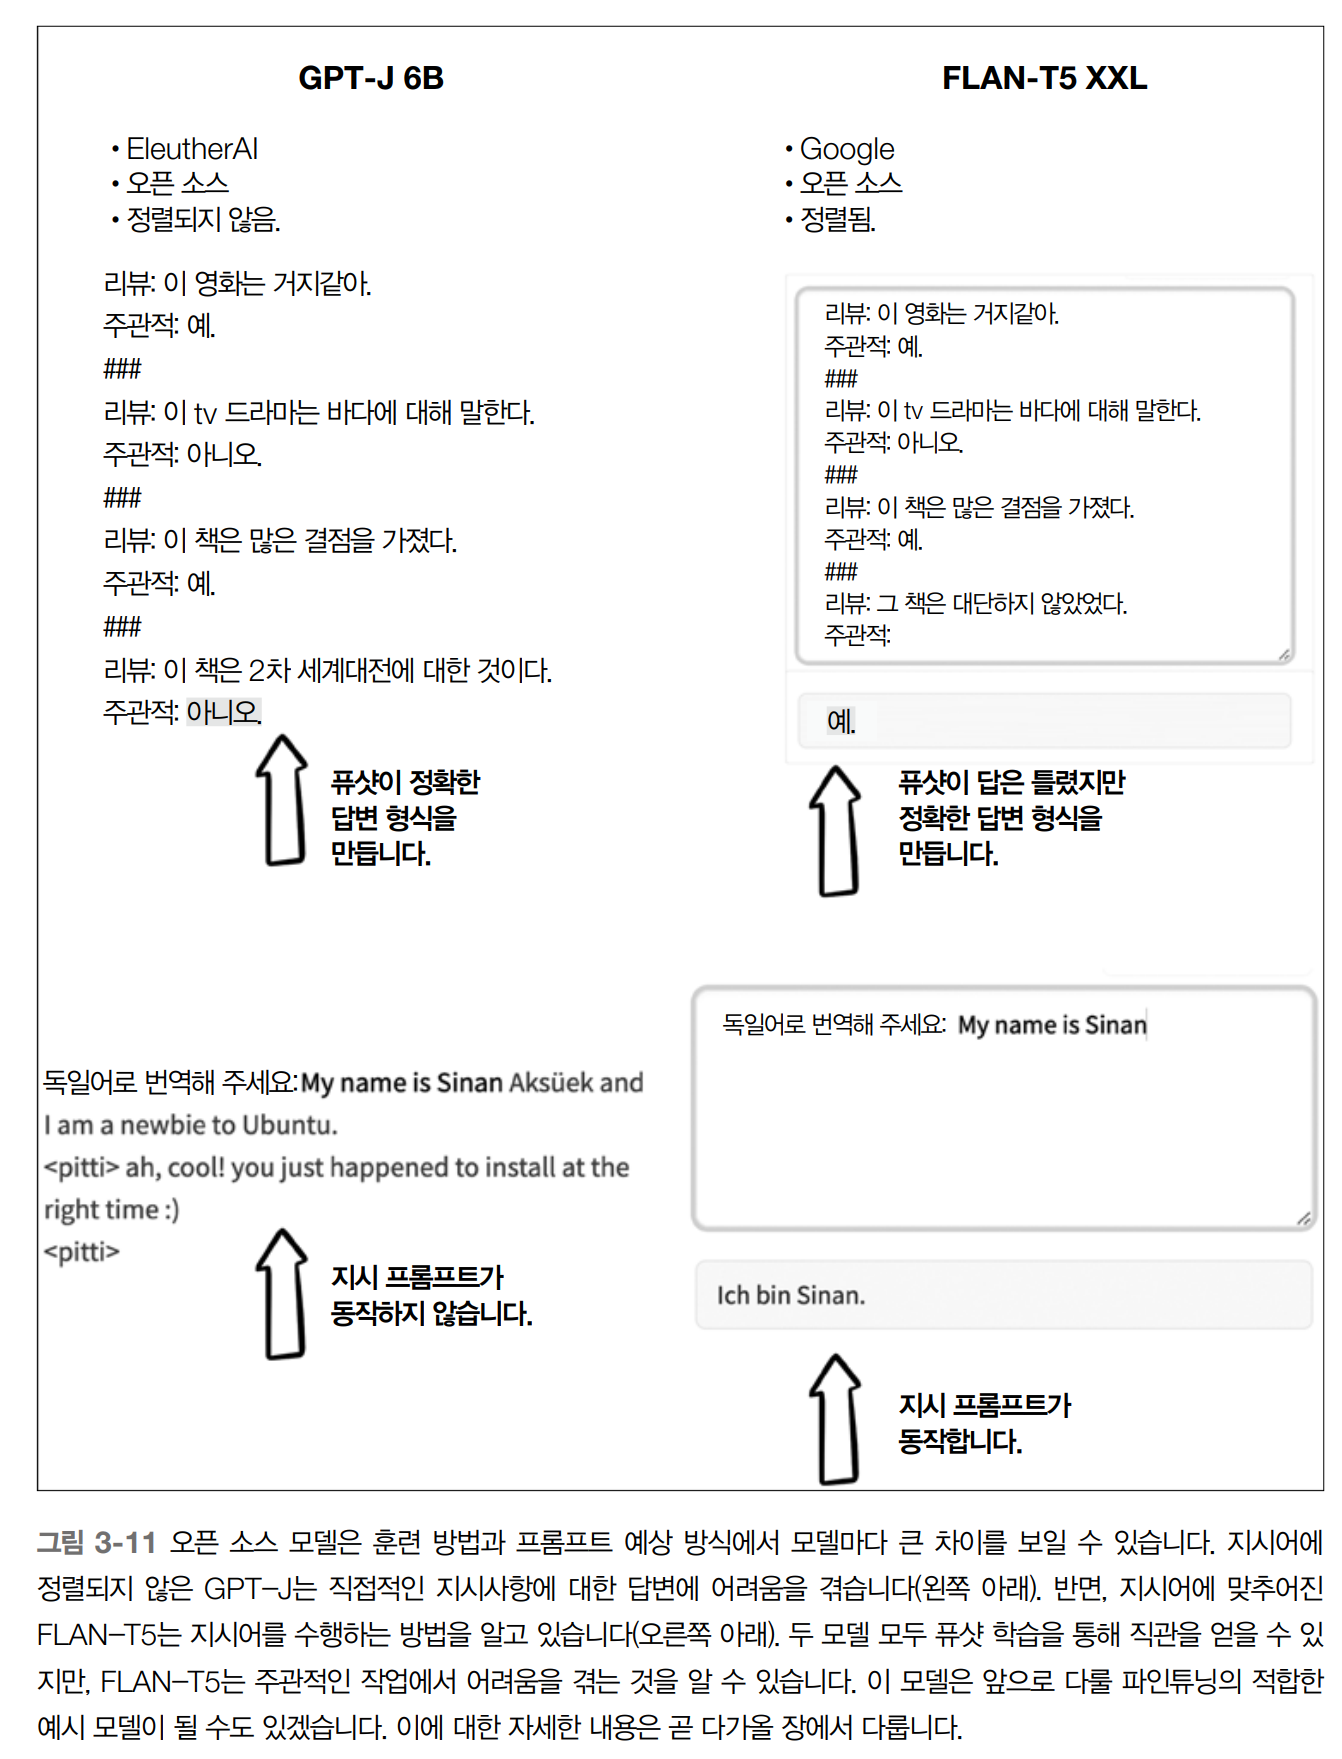 GPT-J 6B
• EleutherAI
• 오픈 소스
• 정렬되지 않음.
리뷰: 이 영화는 거지같아.
주관적: 예.
###
리뷰: 이 tv 드라마는 바다에 대해 말한다.
주관적: 아니오.
###
리뷰: 이 책은 많은 결점을 가졌다.
주관적: 예.
###
리뷰: 이 책은 2차 세계대전에 대한 것이다.
주관적: 아니오.
퓨샷이 정확한
답변 형식을
만듭니다.
FLAN-T5 XXL
• Google
• 오픈 소스
• 정렬됨.
리뷰: 이 영화는 거지같아.
주관적: 예.
###
리뷰: 이 tv 드라마는 바다에 대해 말한다.
주관적: 아니오.
###
리뷰: 이 책은 많은 결점을 가졌다.
주관적: 예.
###
리뷰: 그 책은 대단하지 않았었다.
주관적:
예.
퓨샷이 답은 틀렸지만
정확한 답변 형식을
만듭니다.
독일어로 번역해 주세요:My name is Sinan Aksüek and
I am a newbie to Ubuntu.
<pitti> ah, cool! you just happened to install at the
right time :)
<pitti>
지시 프롬프트가
동작하지 않습니다.
독일어로 번역해 주세요: My name is Sinan
Ich bin Sinan.
지시 프롬프트가
동작합니다.
그림 3-11 오픈 소스 모델은 훈련 방법과 프롬프트 예상 방식에서 모델마다 큰 차이를 보일 수 있습니다. 지시어에
정렬되지 않은 GPT-J는 직접적인 지시사항에 대한 답변에 어려움을 겪습니다(왼쪽 아래). 반면, 지시어에 맞추어진
FLAN-T5는 지시어를 수행하는 방법을 알고 있습니다(오른쪽 아래). 두 모델 모두 퓨샷 학습을 통해 직관을 얻을 수 있
지만, FLAN-T5는 주관적인 작업에서 어려움을 겪는 것을 알 수 있습니다. 이 모델은 앞으로 다룰 파인튜닝의 적합한
예시 모델이 될 수도 있겠습니다. 이에 대한 자세한 내용은 곧 다가올 장에서 다룹니다.